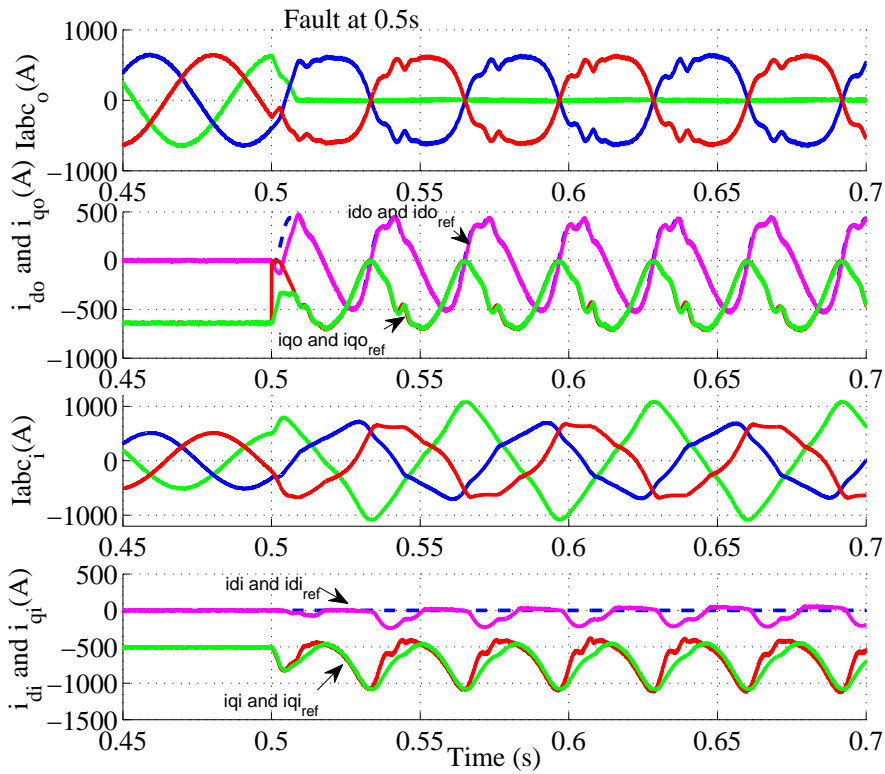 Fault at 0.5s
Iabc_o(A)
1000
0
−1000
0.45 0.5 0.55 0.6 0.65 0.7
i_do and i_qo(A)
500
0
−500
−1000
ido and ido_ref
iqo and iqo_ref
0.45 0.5 0.55 0.6 0.65 0.7
Iabc_i(A)
1000
0
−1000
0.45 0.5 0.55 0.6 0.65 0.7
i_di and i_qi(A)
500
0
−500
−1000
−1500
idi and idi_ref
iqi and iqi_ref
0.45 0.5 0.55 0.6 0.65 0.7
Time (s)